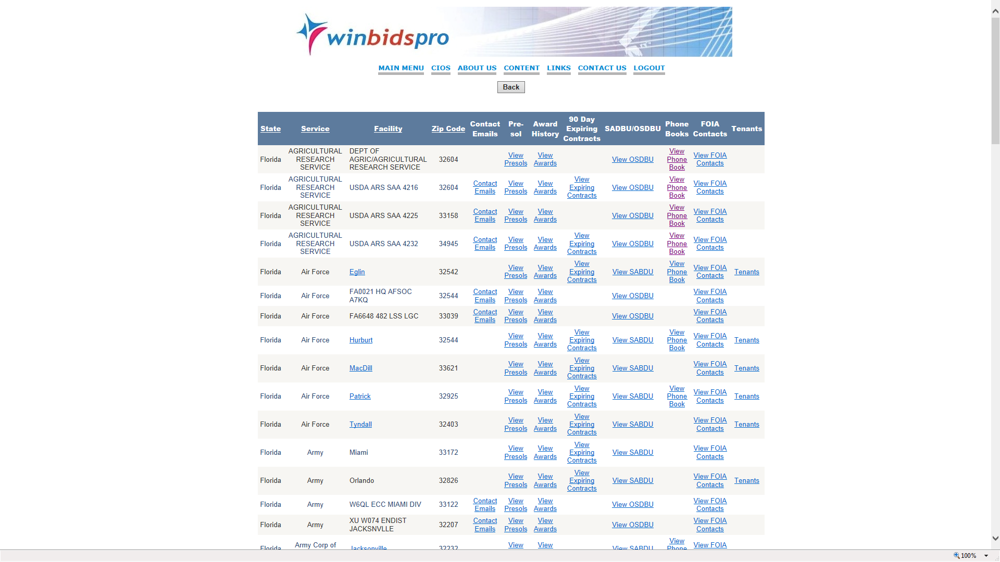 winbidspro
MAIN MENU CIOS ABOUT US CONTENT LINKS CONTACT US LOGOUT
Back
State Service Facility Zip Code Contact Emails Pre-sol Award History 90 Day Expiring Contracts SADBU/OSDBU Phone Books FOIA Contacts Tenants
Florida AGRICULTURAL RESEARCH SERVICE DEPT OF AGRIC/AGRICULTURAL RESEARCH SERVICE 32604 View Presols View Awards View OSDBU View Phone Book View FOIA Contacts
Florida AGRICULTURAL RESEARCH SERVICE USDA ARS SAA 4216 32604 Contact Emails View Presols View Awards View Expiring Contracts View OSDBU View Phone Book View FOIA Contacts
Florida AGRICULTURAL RESEARCH SERVICE USDA ARS SAA 4225 33158 Contact Emails View Presols View Awards View OSDBU View Phone Book View FOIA Contacts
Florida AGRICULTURAL RESEARCH SERVICE USDA ARS SAA 4232 34945 Contact Emails View Presols View Awards View Expiring Contracts View OSDBU View Phone Book View FOIA Contacts
Florida Air Force Eglin 32542 View Presols View Awards View Expiring Contracts View SABDU View Phone Book View FOIA Contacts Tenants
Florida Air Force FA0021 HQ AFSOC A7KQ 32544 Contact Emails View Presols View Awards View OSDBU View FOIA Contacts
Florida Air Force FA6648 482 LSS LGC 33039 Contact Emails View Presols View Awards View OSDBU View FOIA Contacts
Florida Air Force Hurburt 32544 View Presols View Awards View Expiring Contracts View SABDU View Phone Book View FOIA Contacts Tenants
Florida Air Force MacDill 33621 View Presols View Awards View Expiring Contracts View SABDU View FOIA Contacts Tenants
Florida Air Force Patrick 32925 View Presols View Awards View Expiring Contracts View SABDU View Phone Book View FOIA Contacts Tenants
Florida Air Force Tyndall 32403 View Presols View Awards View Expiring Contracts View SABDU View FOIA Contacts Tenants
Florida Army Miami 33172 View Presols View Awards View Expiring Contracts View SABDU View FOIA Contacts
Florida Army Orlando 32826 View Presols View Awards View Expiring Contracts View SABDU View FOIA Contacts Tenants
Florida Army W6QL ECC MIAMI DIV 33122 Contact Emails View Presols View Awards View OSDBU View FOIA Contacts
Florida Army XU W074 ENDIST JACKSNVLLE 32207 Contact Emails View Presols View Awards View OSDBU View FOIA Contacts
Florida Army Corp of Jacksonville 32232 View View View SABDU View Phone View FOIA
100%